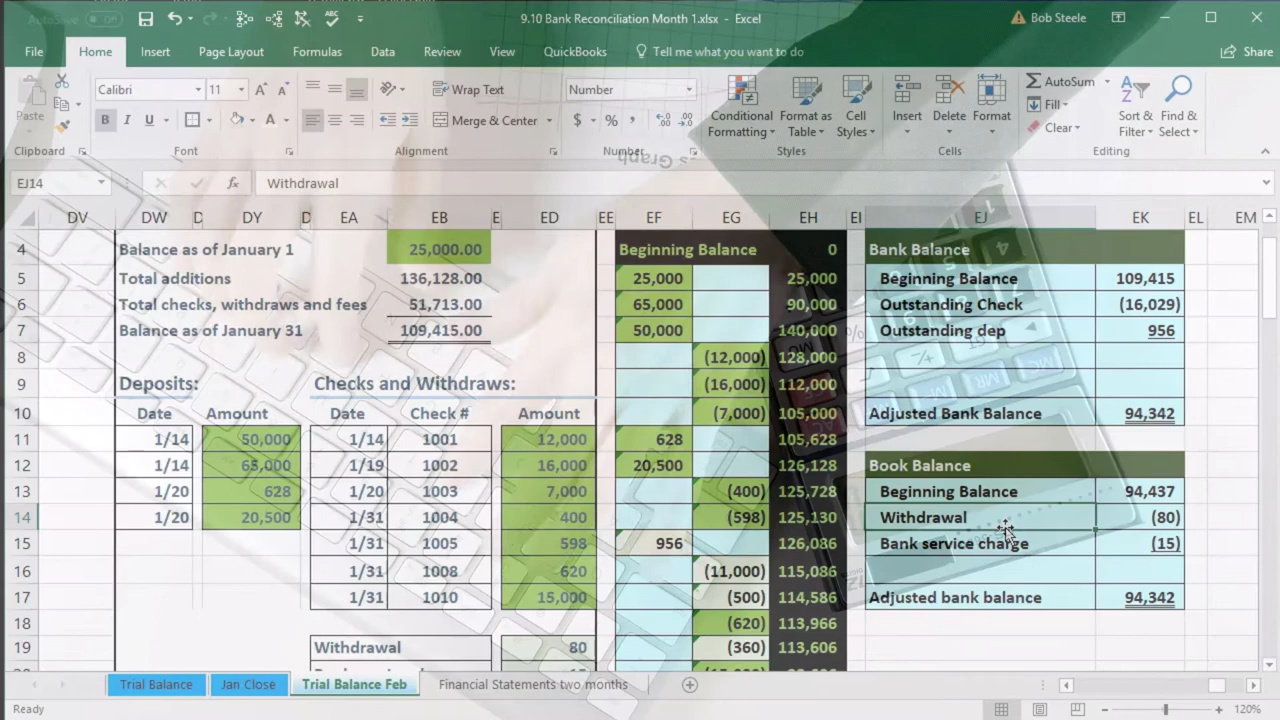 AutoSave Off 9.10 Bank Reconciliation Month 1.xlsx - Excel Bob Steele
File Home Insert Page Layout Formulas Data Review View QuickBooks Tell me what you want to do Share
Calibri 11 Wrap Text Number AutoSum
Fill
Paste B I U Merge & Center $ % Conditional Formatting Format as Table Cell Styles Insert Delete Format Clear Sort & Filter Find & Select
Clipboard Font Alignment Number Styles Cells Editing
EJ14 fx Withdrawal
DV DW D DY D EA EB E ED EE EF EG EH EI EJ EK EL EM
4 Balance as of January 1 25,000.00 Beginning Balance 0 Bank Balance
5 Total additions 136,128.00 25,000 25,000 Beginning Balance 109,415
6 Total checks, withdraws and fees 51,713.00 65,000 90,000 Outstanding Check (16,029)
7 Balance as of January 31 109,415.00 50,000 140,000 Outstanding dep 956
8 (12,000) 128,000
9 Deposits: Checks and Withdraws: (16,000) 112,000
10 Date Amount Date Check # Amount (7,000) 105,000 Adjusted Bank Balance 94,342
11 1/14 50,000 1/14 1001 12,000 628 105,628
12 1/14 65,000 1/19 1002 16,000 20,500 126,128 Book Balance
13 1/20 628 1/20 1003 7,000 (400) 125,728 Beginning Balance 94,437
14 1/20 20,500 1/31 1004 400 (598) 125,130 Withdrawal (80)
15 1/31 1005 598 956 126,086 Bank service charge (15)
16 1/31 1008 620 (11,000) 115,086
17 1/31 1010 15,000 (500) 114,586 Adjusted bank balance 94,342
18 (620) 113,966
19 Withdrawal 80 (360) 113,606
Trial Balance Jan Close Trial Balance Feb Financial Statements two months
Ready 120%